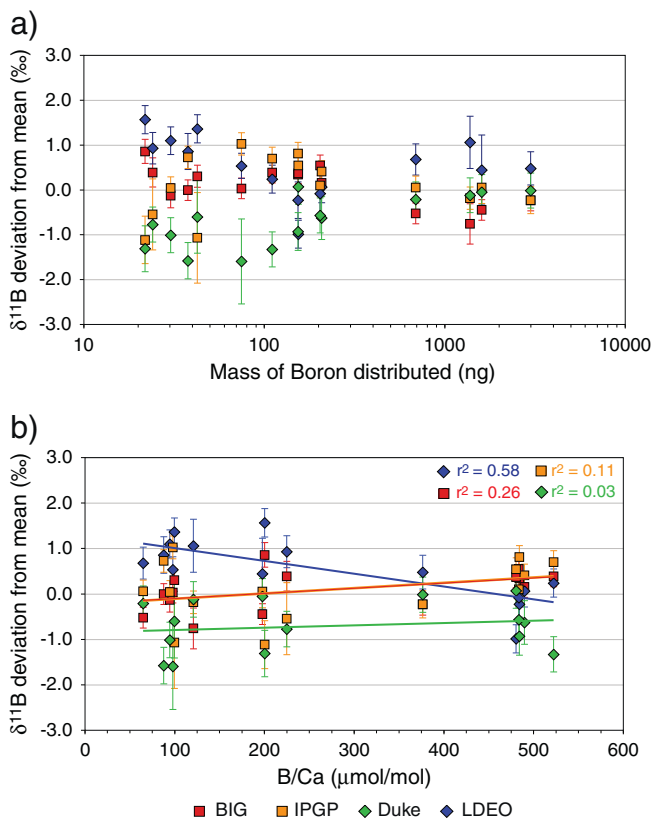 a)
δ¹¹B deviation from mean (‰)
3.0
2.0
1.0
0.0
-1.0
-2.0
-3.0
10 100 1000 10000
Mass of Boron distributed (ng)
b)
δ¹¹B deviation from mean (‰)
3.0
2.0
1.0
0.0
-1.0
-2.0
-3.0
r² = 0.58 r² = 0.11
r² = 0.26 r² = 0.03
0 100 200 300 400 500 600
B/Ca (μmol/mol)
BIG IPGP Duke LDEO